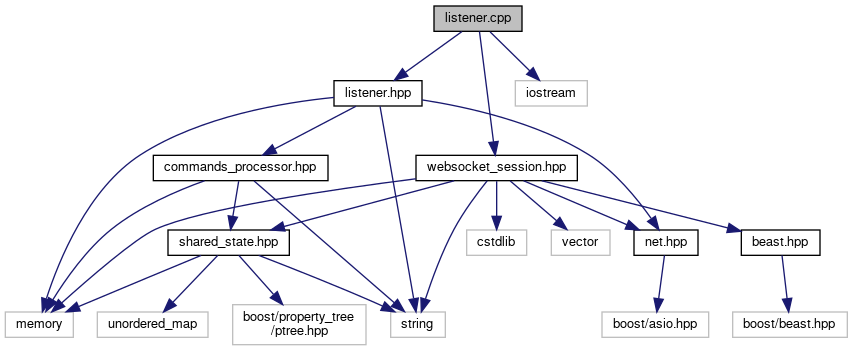 listener.cpp
listener.hpp
iostream
commands_processor.hpp
websocket_session.hpp
shared_state.hpp
cstdlib
vector
net.hpp
beast.hpp
memory
unordered_map
boost/property_tree
/ptree.hpp
string
boost/asio.hpp
boost/beast.hpp